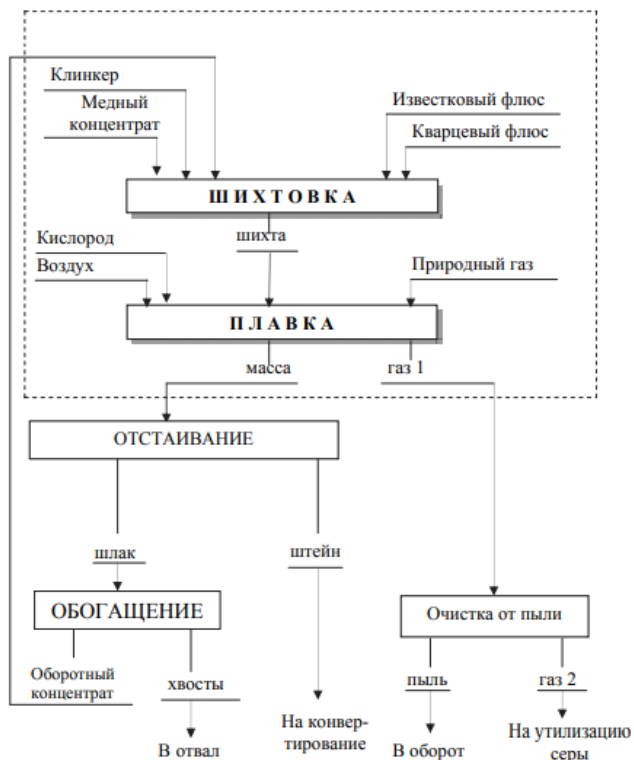 Клинкер
Медный
концентрат
Известковый флюс
Кварцевый флюс
ШИХТОВКА
шихта
Кислород
Воздух
Природный газ
ПЛАВКА
масса
газ 1
ОТСТАИВАНИЕ
шлак
штейн
ОБОГАЩЕНИЕ
Очистка от пыли
Оборотный
концентрат
хвосты
пыль
газ 2
В отвал
На конвер-
тирование
В оборот
На утилизацию
серы